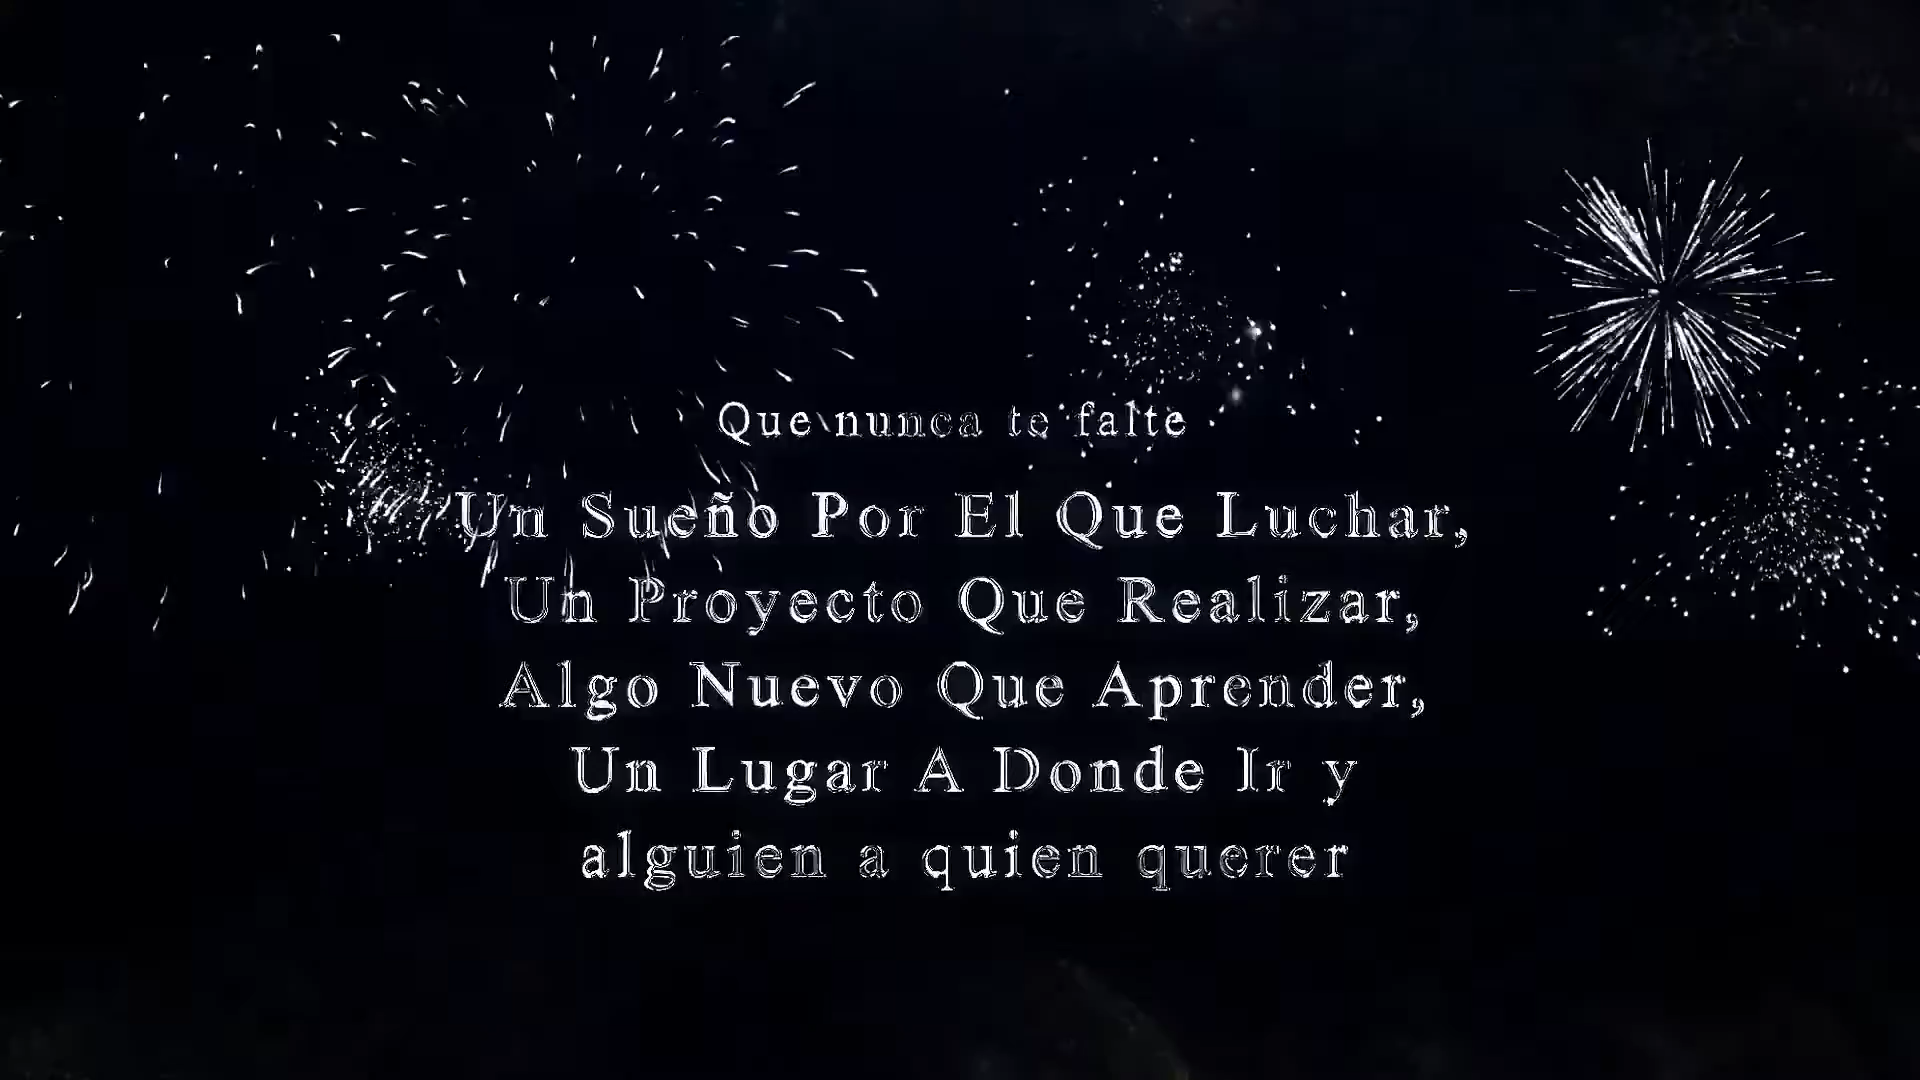 Que nunca te falte
Un Sueño Por El Que Luchar,
Un Proyecto Que Realizar,
Algo Nuevo Que Aprender,
Un Lugar A Donde Ir y
alguien a quien querer